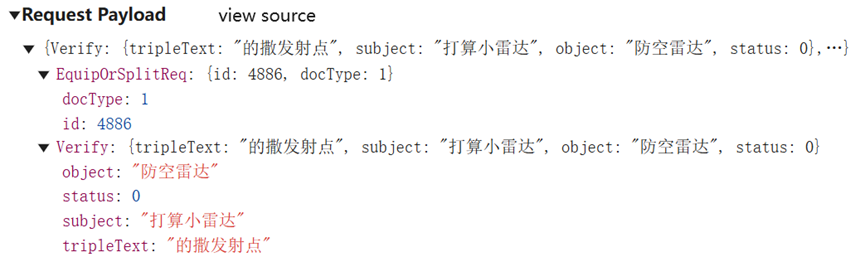 ▼Request Payload view source
▼ {Verify: {tripleText: "的撒发射点", subject: "打算小雷达", object: "防空雷达", status: 0},…}
▼ EquipOrSplitReq: {id: 4886, docType: 1}
docType: 1
id: 4886
▼ Verify: {tripleText: "的撒发射点", subject: "打算小雷达", object: "防空雷达", status: 0}
object: "防空雷达"
status: 0
subject: "打算小雷达"
tripleText: "的撒发射点"